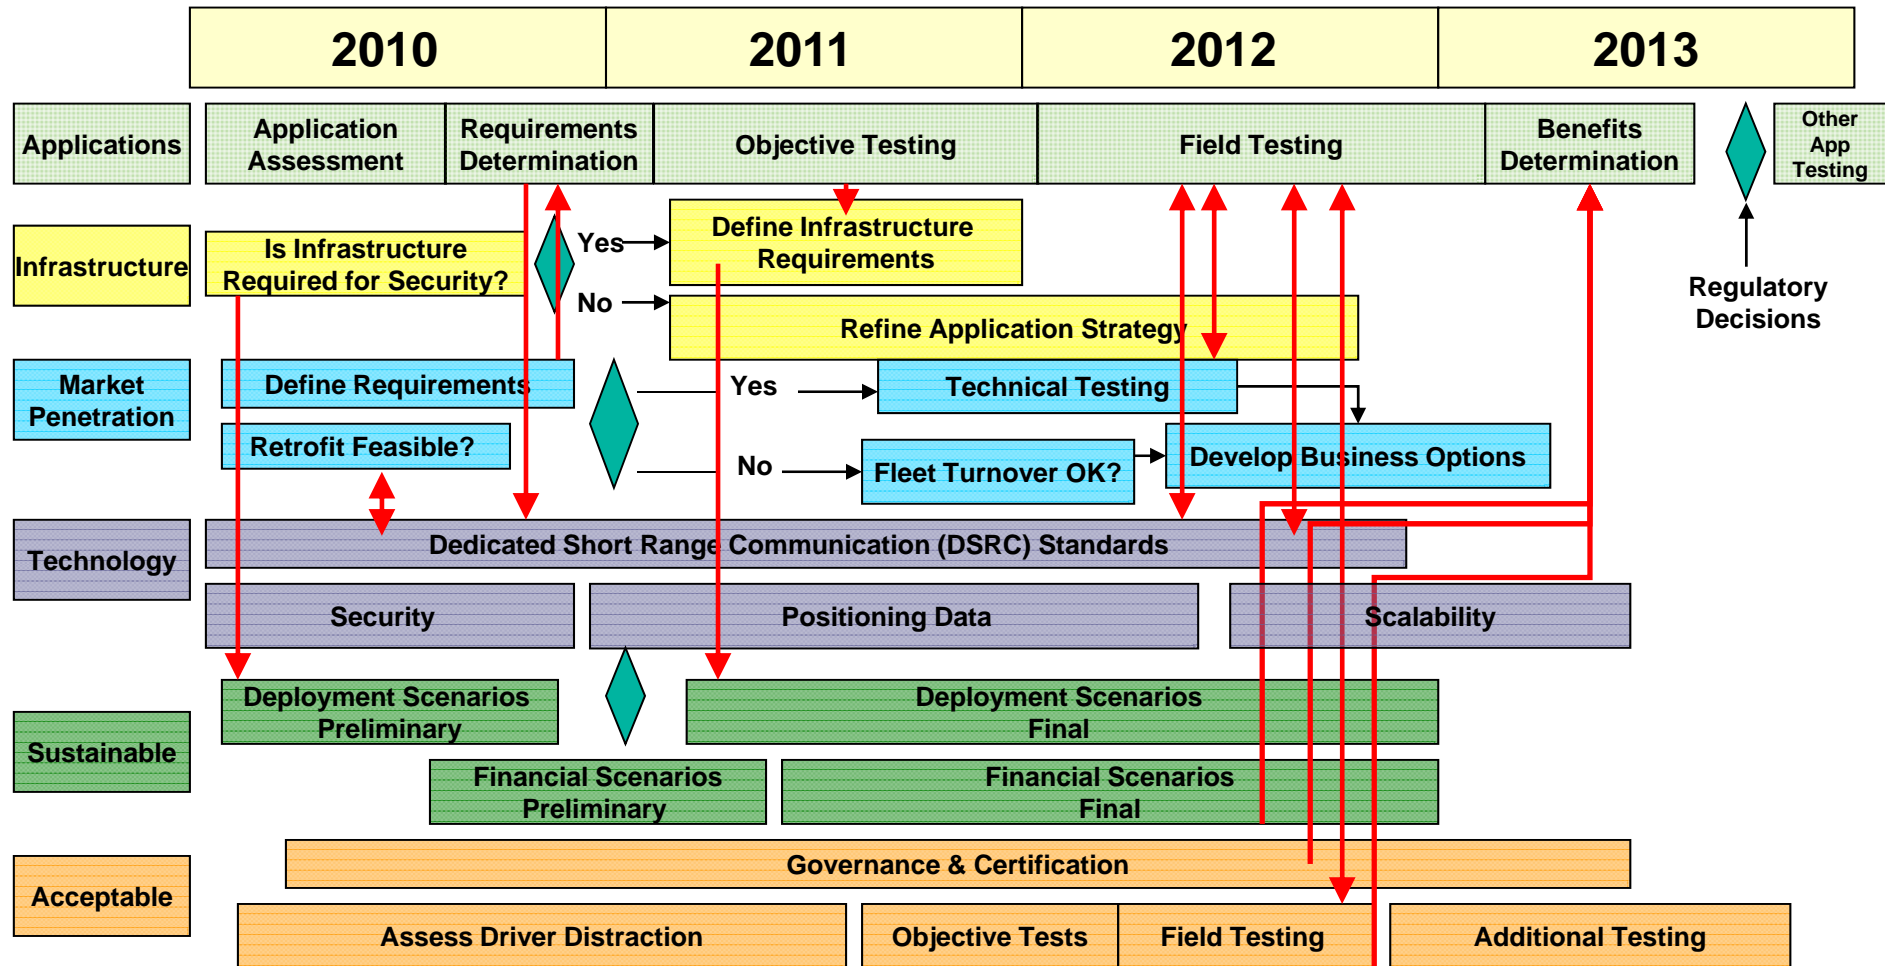 2010
2011
2012
2013
Applications
Application
Assessment
Requirements
Determination
Objective Testing
Field Testing
Benefits
Determination
Other
App
Testing
Infrastructure
Is Infrastructure
Required for Security?
Yes
No
Define Infrastructure
Requirements
Refine Application Strategy
Regulatory
Decisions
Market
Penetration
Define Requirements
Retrofit Feasible?
Yes
No
Technical Testing
Fleet Turnover OK?
Develop Business Options
Technology
Dedicated Short Range Communication (DSRC) Standards
Security
Positioning Data
Scalability
Sustainable
Deployment Scenarios
Preliminary
Deployment Scenarios
Final
Financial Scenarios
Preliminary
Financial Scenarios
Final
Acceptable
Governance & Certification
Assess Driver Distraction
Objective Tests
Field Testing
Additional Testing